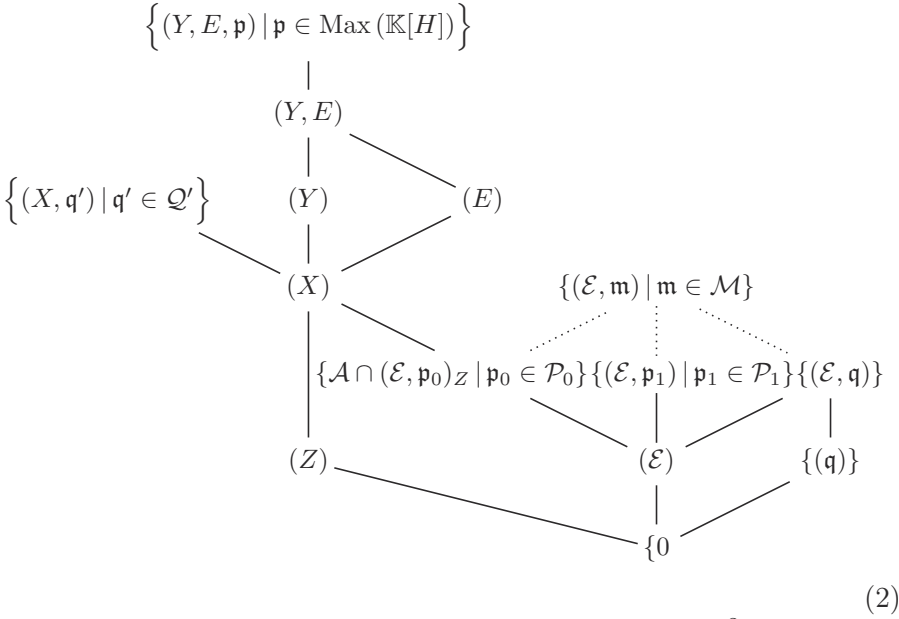 {(Y, E, 𝔭) | 𝔭 ∈ Max (𝕂[H])}
(Y, E)
{(X, 𝔮′) | 𝔮′ ∈ 𝒬′} (Y) (E)
(X) {(ℰ, 𝔪) | 𝔪 ∈ ℳ}
{𝒜 ∩ (ℰ, 𝔭₀)_Z | 𝔭₀ ∈ 𝒫₀} {(ℰ, 𝔭₁) | 𝔭₁ ∈ 𝒫₁} {(ℰ, 𝔮)}
(Z) (ℰ) {(𝔮)}
{0
(2)